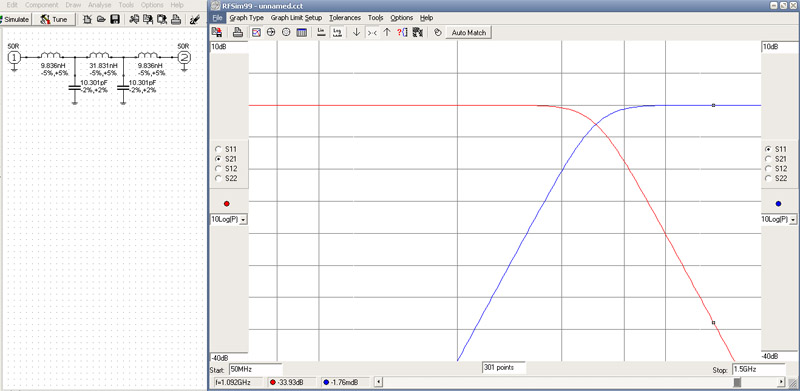 Edit Component Draw Analyse Tools Options Help
Simulate Tune
50R 50R
1 2
9.836nH 31.831nH 9.836nH
-5%,+5% -5%,+5% -5%,+5%
10.301pF 10.301pF
-2%,+2% -2%,+2%
RFSim99 - unnamed.cct
File Graph Type Graph Limit Setup Tolerances Tools Options Help
Lin Log Auto Match
10dB 10dB
S11 S11
S21 S21
S12 S12
S22 S22
10Log(P) 10Log(P)
-40dB -40dB
Start: 50MHz 301 points Stop: 1.5GHz
f=1.092GHz -33.93dB -1.76mdB